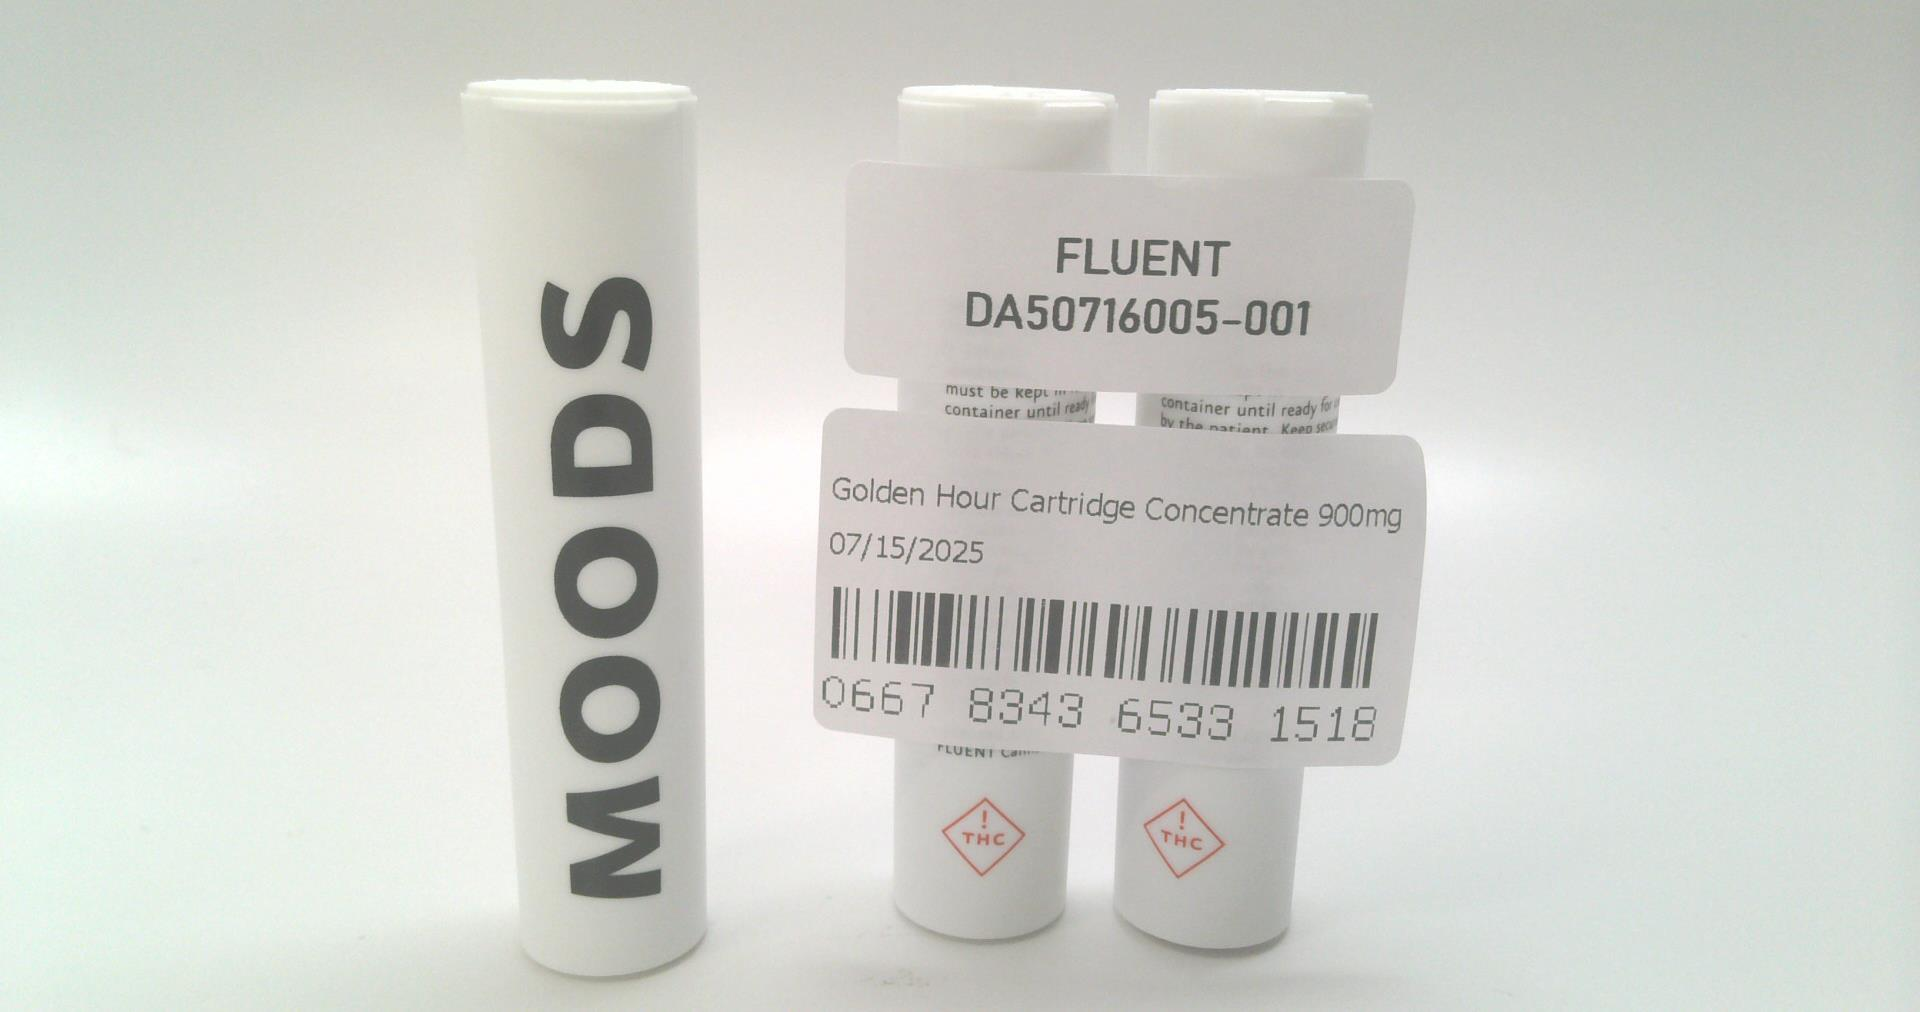 MOODS
FLUENT
DA50716005-001
must be kept in
container until ready
container until ready for
by the patient. Keep
Golden Hour Cartridge Concentrate 900mg
07/15/2025
0667 8343 6533 1518
FLUENT
!
THC
!
THC